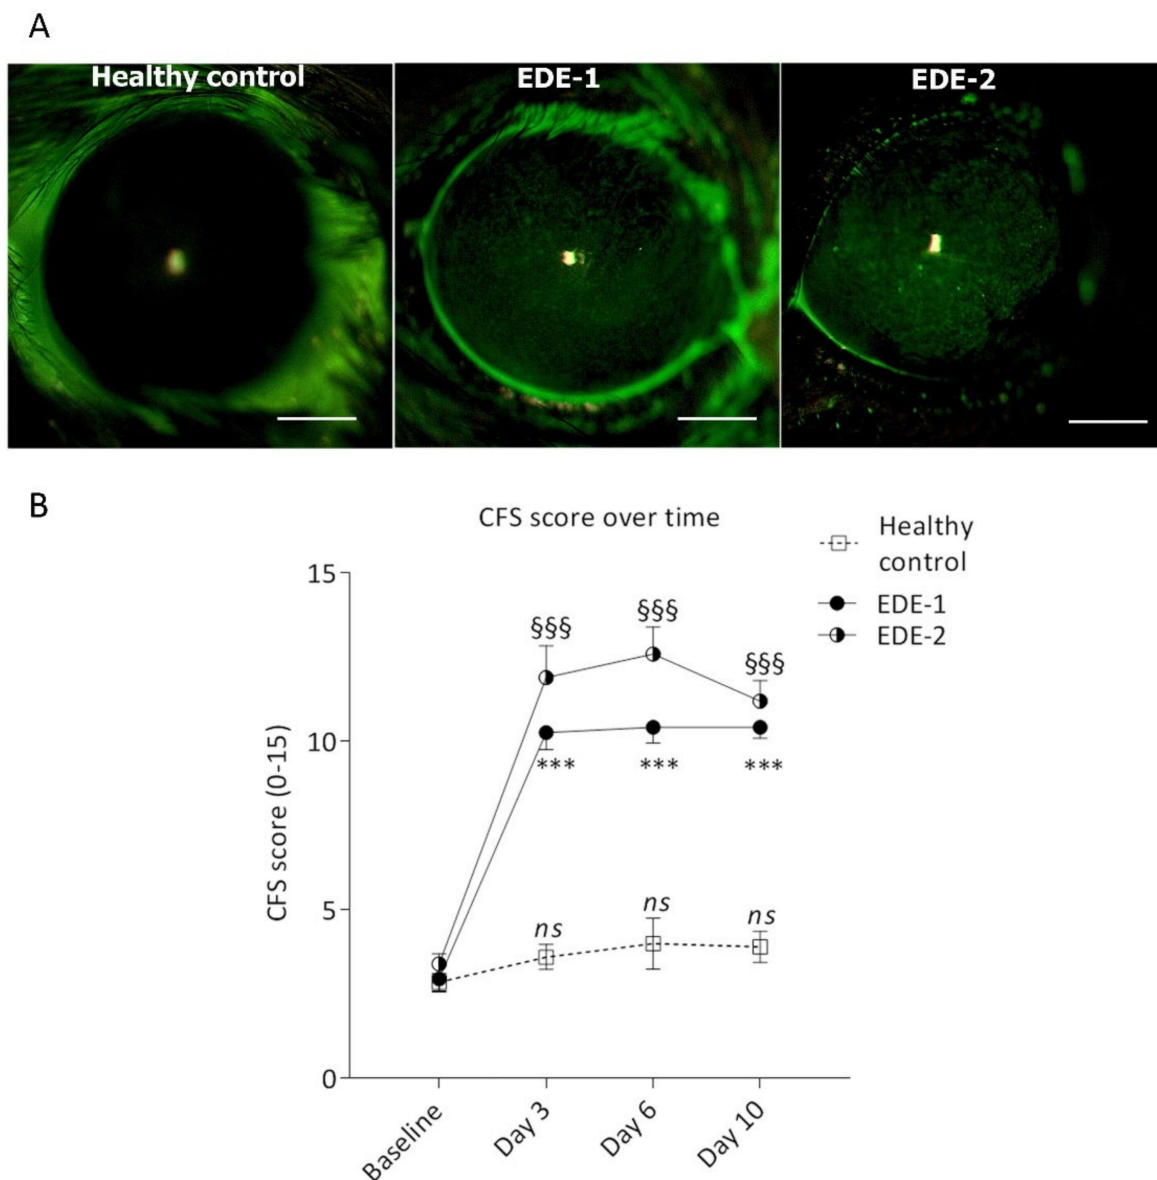 A
Healthy control
EDE-1
EDE-2
B
CFS score over time
Healthy
control
EDE-1
EDE-2
CFS score (0-15)
15
10
5
0
§§§
§§§
§§§
***
***
***
ns
ns
ns
Baseline
Day 3
Day 6
Day 10